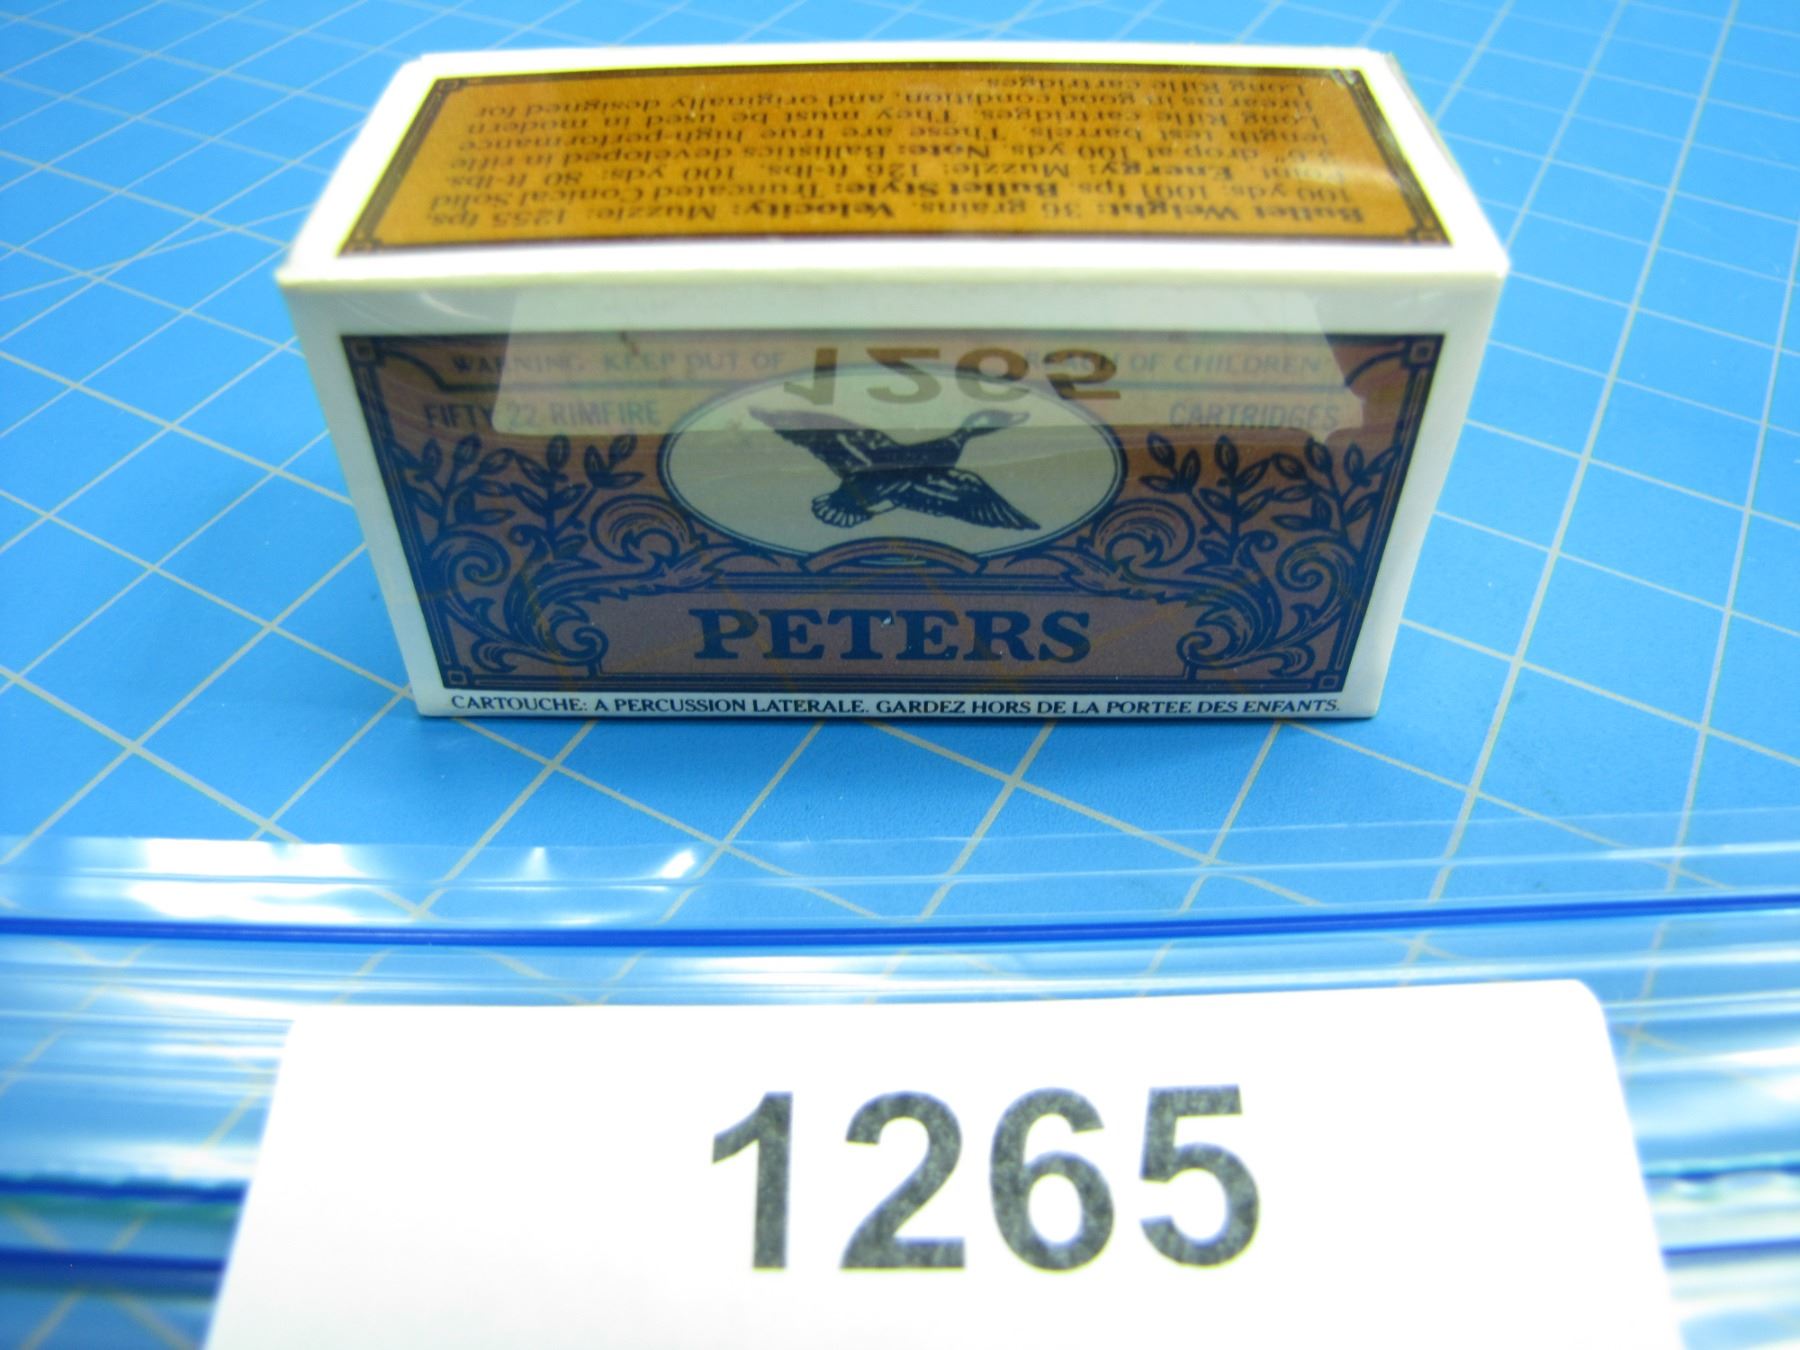 Bullet Weight: 36 grains. Velocity: Muzzle: 1255 fps.
100 yds: 1001 fps. Bullet Style: Truncated Conical Solid
Point. Energy: Muzzle: 126 ft-lbs. 100 yds: 80 ft-lbs.
drop at 100 yds. Note: Ballistics developed in rifle
length test barrels. These are true high-performance
Long Rifle cartridges. They must be used in modern
firearms in good condition, and originally designed for
Long Rifle cartridges.
WARNING: KEEP OUT OF REACH OF CHILDREN
1265
FIFTY 22 RIMFIRE CARTRIDGES
PETERS
CARTOUCHE: A PERCUSSION LATERALE. GARDEZ HORS DE LA PORTEE DES ENFANTS.
1265